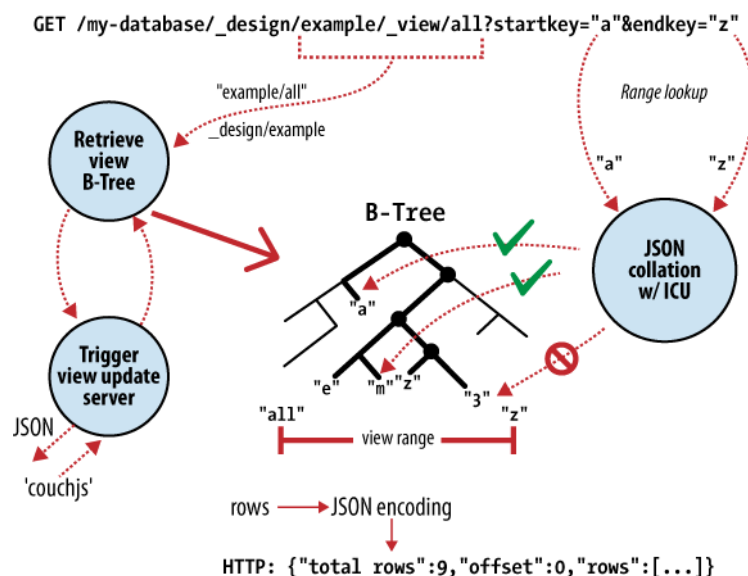 GET /my-database/_design/example/_view/all?startkey="a"&endkey="z"
"example/all"
_design/example
Range lookup
Retrieve
view
B-Tree
"a"
"z"
B-Tree
JSON
collation
w/ ICU
"a"
Trigger
view update
server
"e"
"m"
"z"
"3"
"all"
"z"
view range
JSON
'couchjs'
rows
JSON encoding
HTTP: {"total rows":9,"offset":0,"rows":[...]}